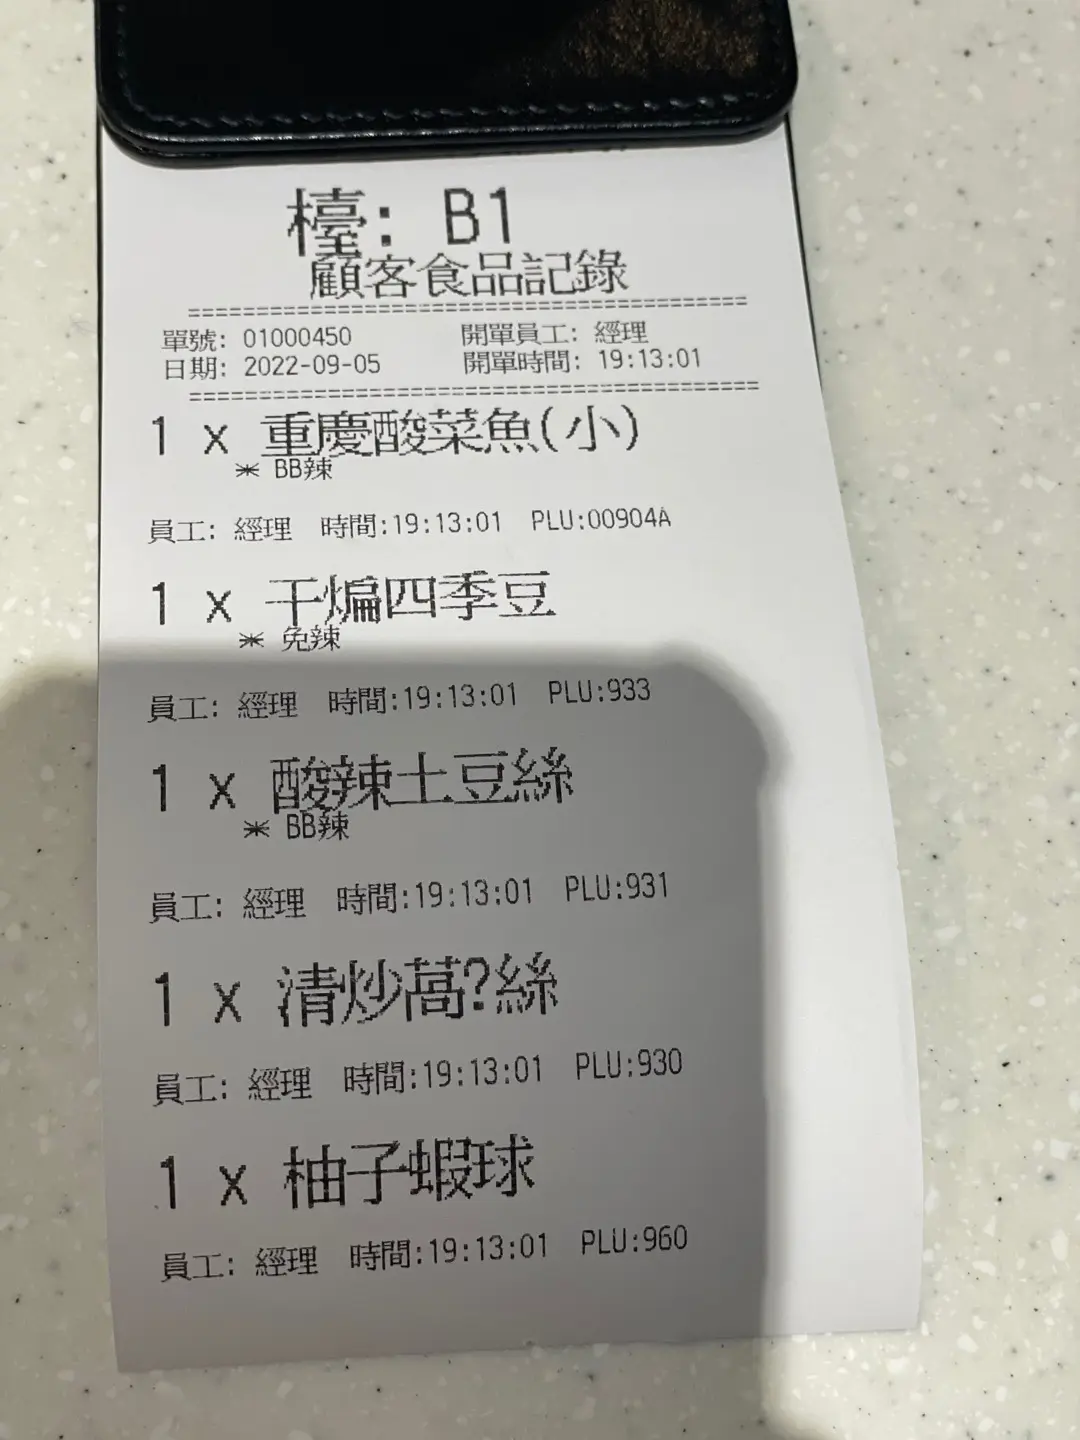 檯: B1
顧客食品記錄
========================================
單號: 01000450 開單員工: 經理
日期: 2022-09-05 開單時間: 19:13:01
========================================
1 x 重慶酸菜魚(小)
* BB辣
員工: 經理 時間:19:13:01 PLU:00904A
1 x 干煸四季豆
* 免辣
員工: 經理 時間:19:13:01 PLU:933
1 x 酸辣土豆絲
* BB辣
員工: 經理 時間:19:13:01 PLU:931
1 x 清炒萵?絲
員工: 經理 時間:19:13:01 PLU:930
1 x 柚子蝦球
員工: 經理 時間:19:13:01 PLU:960